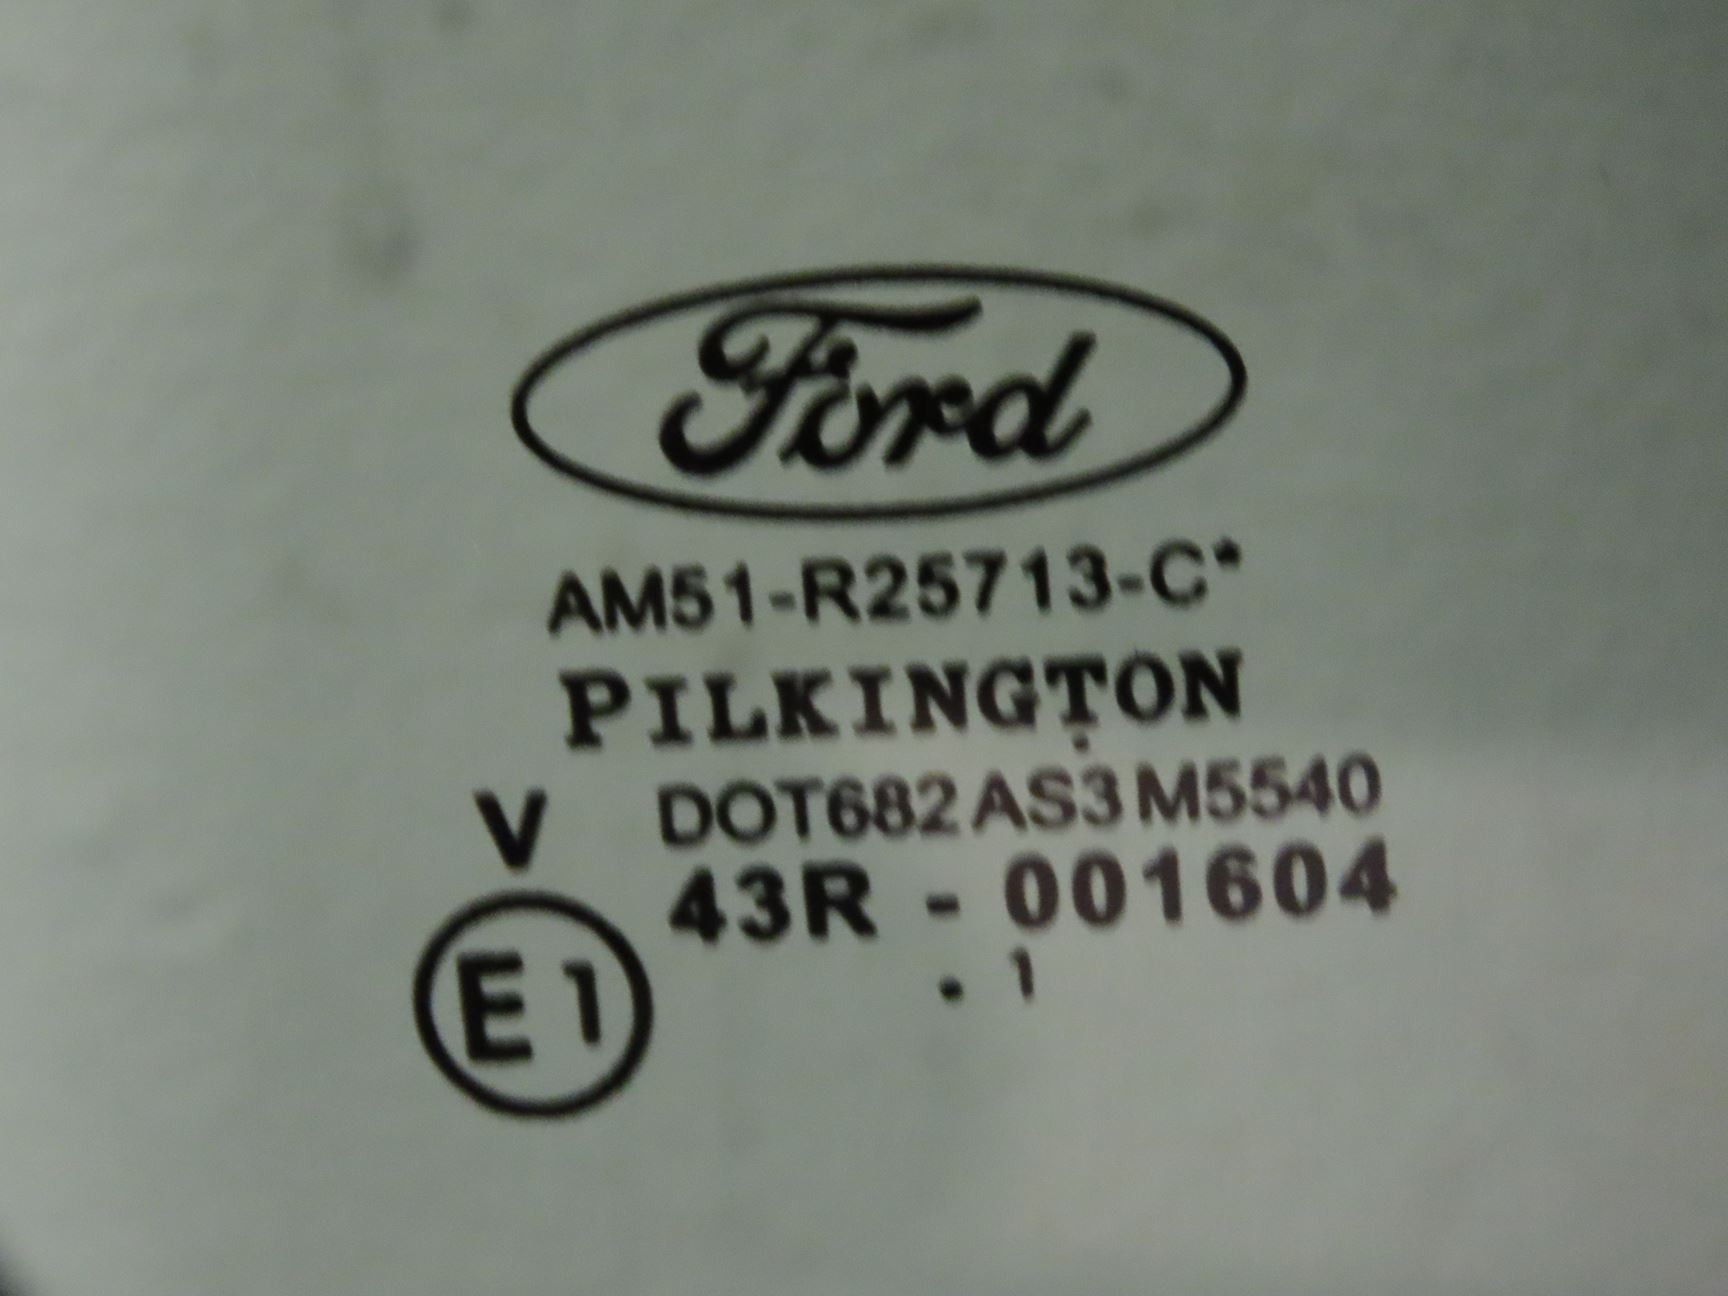 Ford
AM51-R25713-C*
PILKINGTON
V DOT682 AS3 M5540
43R - 001604
E1 . 1